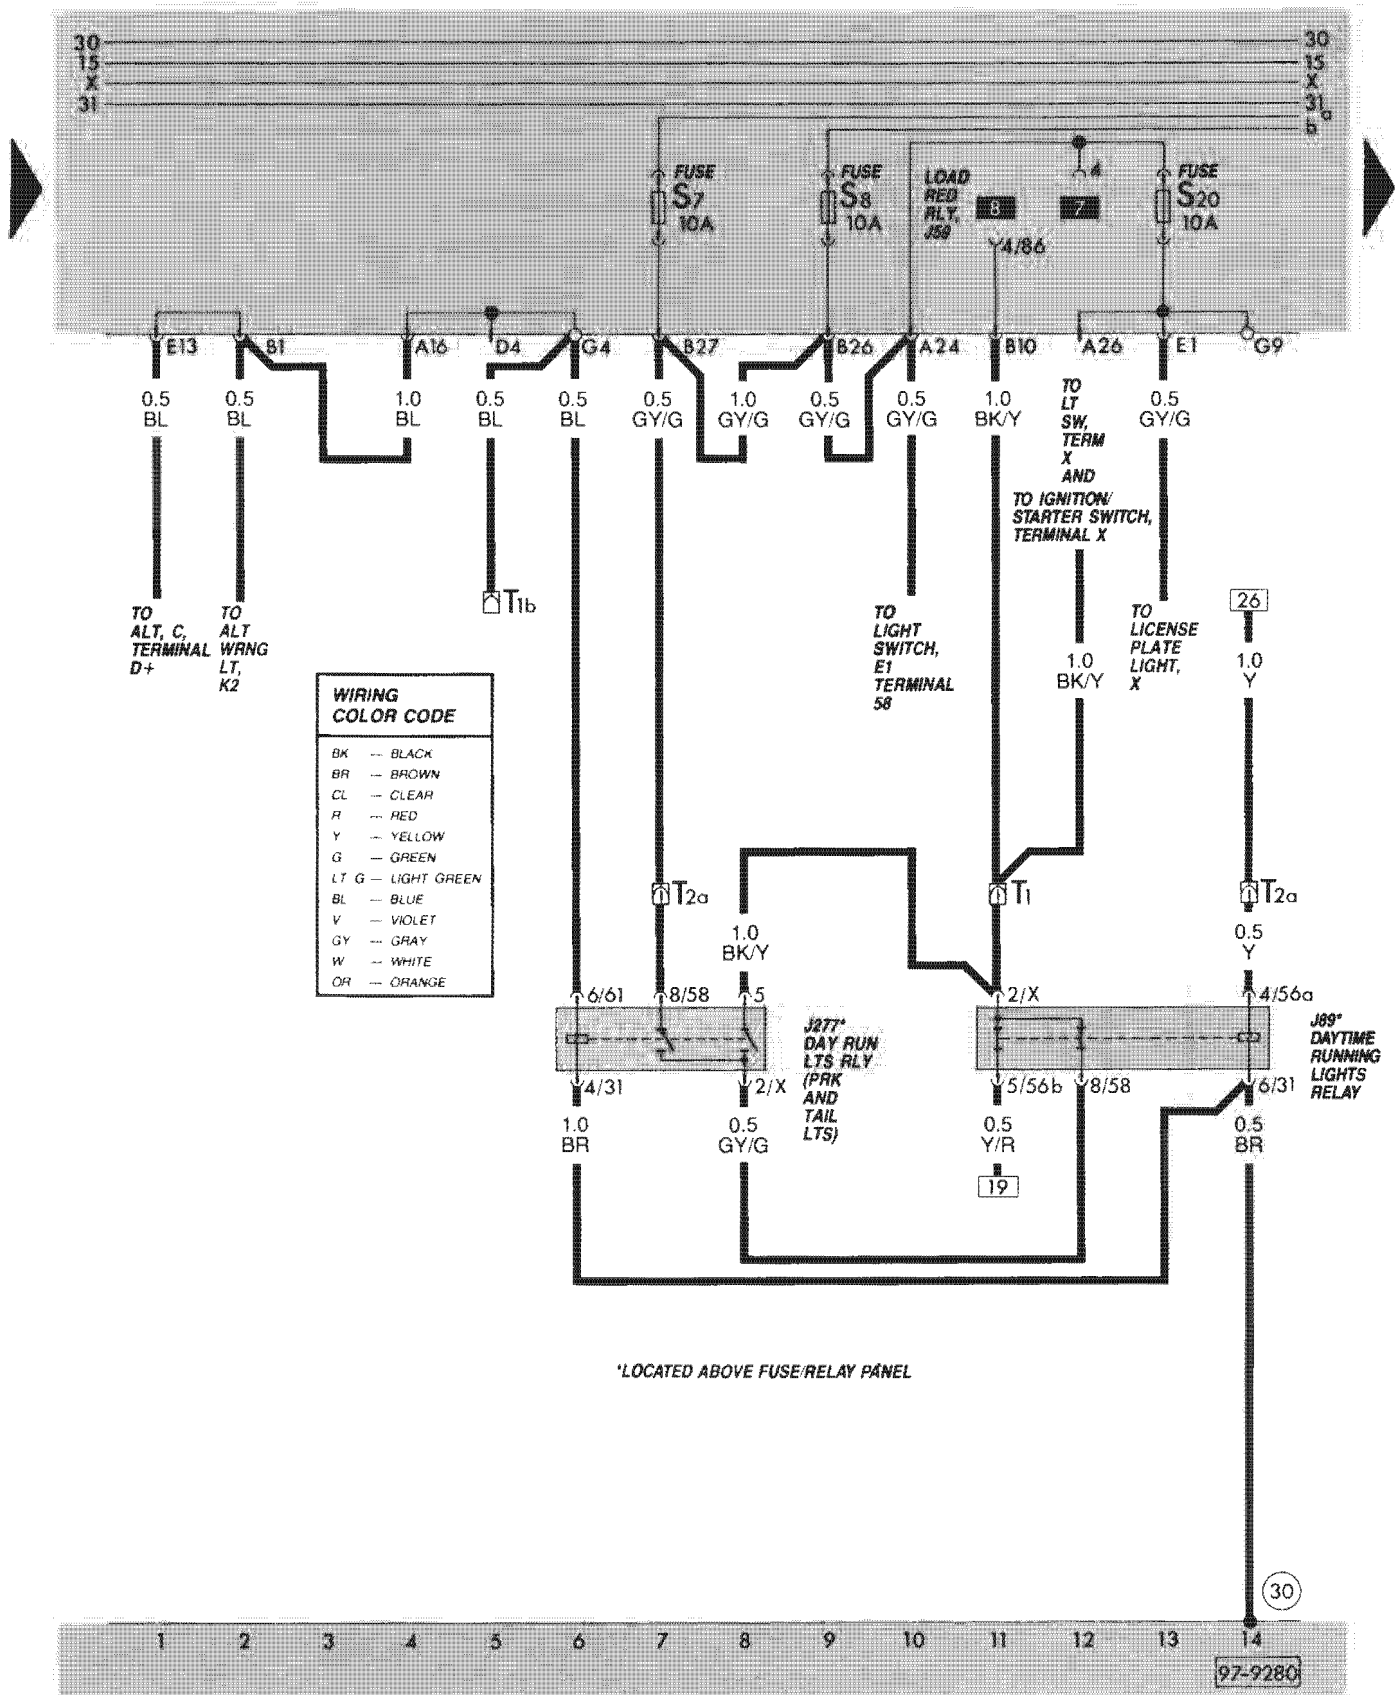 30 30
15 15
X X
31 31
a
b
FUSE
S7
10A
FUSE
S8
10A
LOAD
RED
RLY,
J59
8
4/86
4
7
FUSE
S20
10A
E13 B1 A16 D4 G4 B27 B26 A24 B10 A26 E1 G9
0.5
BL
0.5
BL
1.0
BL
0.5
BL
0.5
BL
0.5
GY/G
1.0
GY/G
0.5
GY/G
0.5
GY/G
1.0
BK/Y
TO
LT
SW,
TERM
X
AND
TO IGNITION/
STARTER SWITCH,
TERMINAL X
0.5
GY/G
TO
ALT, C,
TERMINAL
D+
TO
ALT
WRNG
LT,
K2
T1b
TO
LIGHT
SWITCH,
E1
TERMINAL
58
1.0
BK/Y
TO
LICENSE
PLATE
LIGHT,
X
26
1.0
Y
WIRING
COLOR CODE
BK — BLACK
BR — BROWN
CL — CLEAR
R — RED
Y — YELLOW
G — GREEN
LT G — LIGHT GREEN
BL — BLUE
V — VIOLET
GY — GRAY
W — WHITE
OR — ORANGE
T2a
T1
T2a
1.0
BK/Y
0.5
Y
6/61 8/58 5 2/X 4/56a
J277*
DAY RUN
LTS RLY
(PRK
AND
TAIL
LTS)
J89*
DAYTIME
RUNNING
LIGHTS
RELAY
4/31 2/X 5/56b 8/58 6/31
1.0
BR
0.5
GY/G
0.5
Y/R
19
0.5
BR
*LOCATED ABOVE FUSE/RELAY PANEL
30
1 2 3 4 5 6 7 8 9 10 11 12 13 14
97-9280